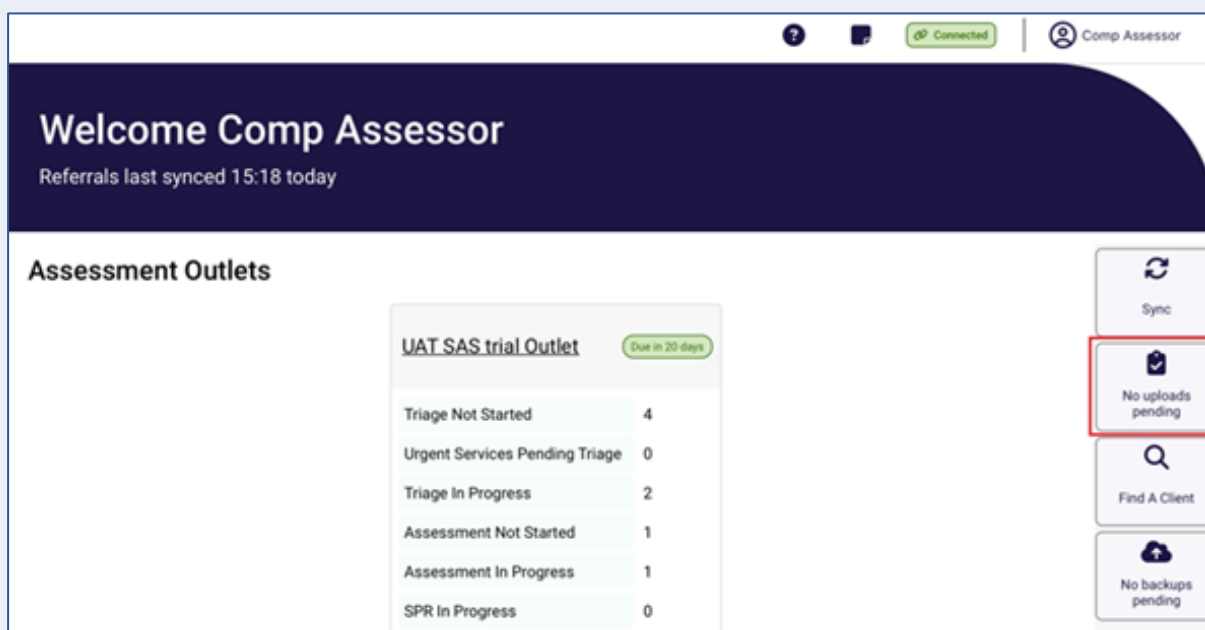 Connected
Comp Assessor
Welcome Comp Assessor
Referrals last synced 15:18 today
Assessment Outlets
UAT SAS trial Outlet
Due in 20 days
Triage Not Started 4
Urgent Services Pending Triage 0
Triage In Progress 2
Assessment Not Started 1
Assessment In Progress 1
SPR In Progress 0
Sync
No uploads
pending
Find A Client
No backups
pending